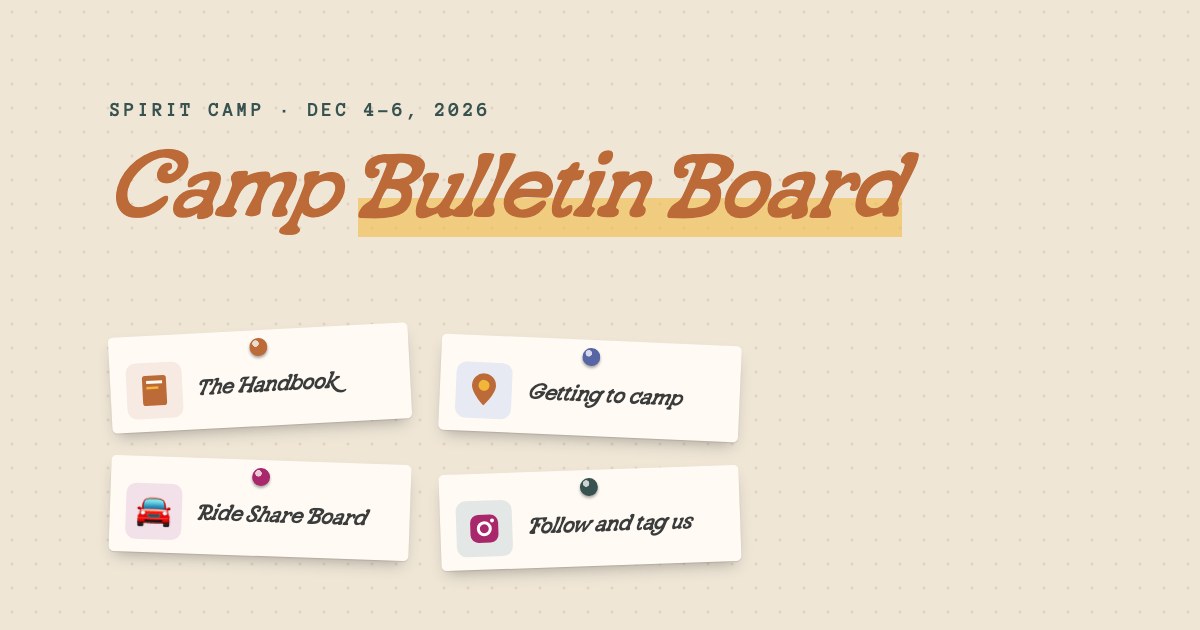 SPIRIT CAMP · DEC 4–6, 2026
Camp Bulletin Board
The Handbook
Getting to camp
Ride Share Board
Follow and tag us